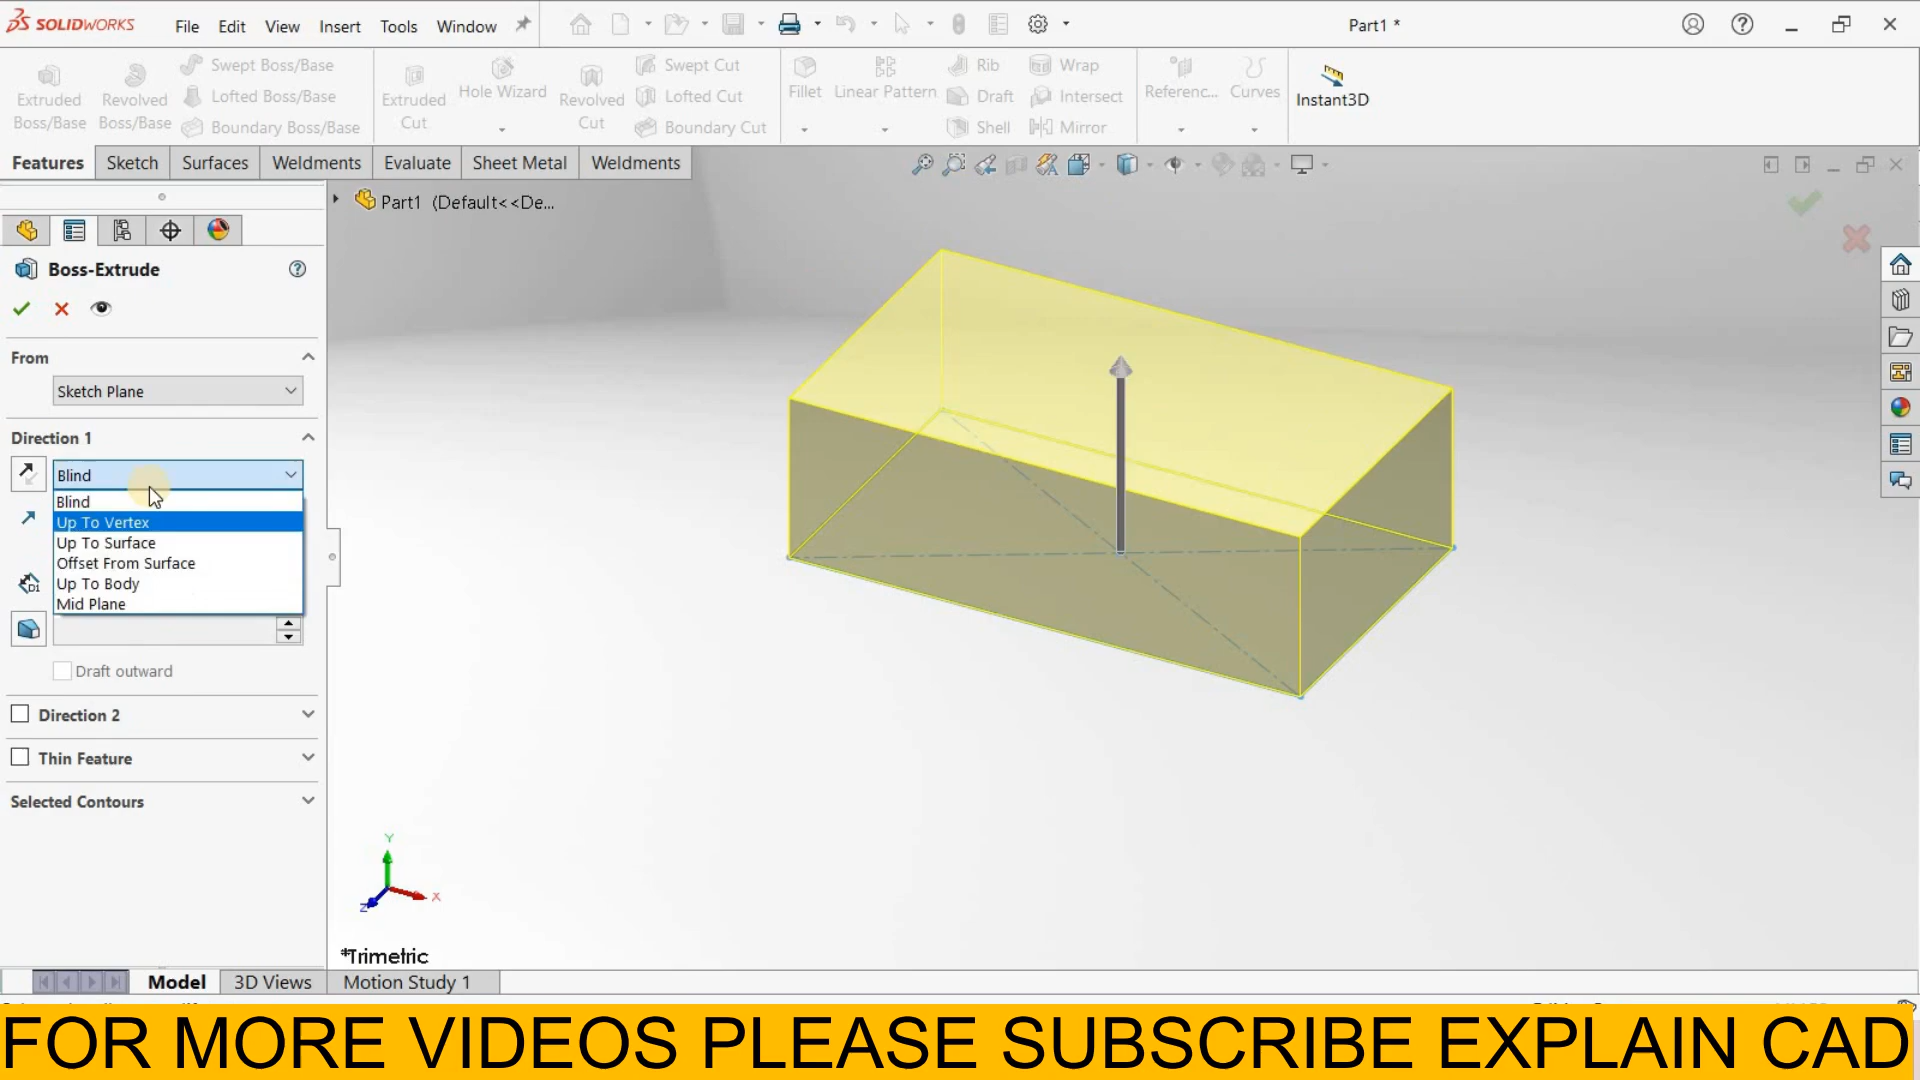 SOLIDWORKS File Edit View Insert Tools Window Part1 *
Extruded Boss/Base
Revolved Boss/Base
Swept Boss/Base
Lofted Boss/Base
Boundary Boss/Base
Extruded Cut
Hole Wizard
Revolved Cut
Swept Cut
Lofted Cut
Boundary Cut
Fillet
Linear Pattern
Rib
Draft
Shell
Wrap
Intersect
Mirror
Referenc...
Curves
Instant3D
Features Sketch Surfaces Weldments Evaluate Sheet Metal Weldments
Part1 (Default<<De...
Boss-Extrude
From
Sketch Plane
Direction 1
Blind
Blind
Up To Vertex
Up To Surface
Offset From Surface
Up To Body
Mid Plane
Draft outward
Direction 2
Thin Feature
Selected Contours
Y
X
Z
*Trimetric
Model 3D Views Motion Study 1
FOR MORE VIDEOS PLEASE SUBSCRIBE EXPLAIN CAD